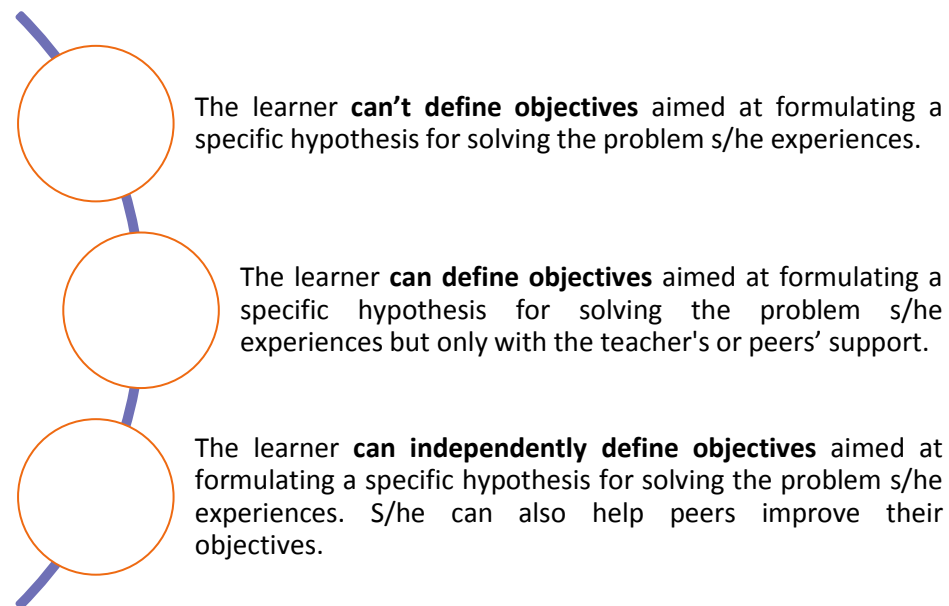 The learner can’t define objectives aimed at formulating a
specific hypothesis for solving the problem s/he experiences.
The learner can define objectives aimed at formulating a
specific hypothesis for solving the problem s/he
experiences but only with the teacher's or peers’ support.
The learner can independently define objectives aimed at
formulating a specific hypothesis for solving the problem s/he
experiences. S/he can also help peers improve their
objectives.